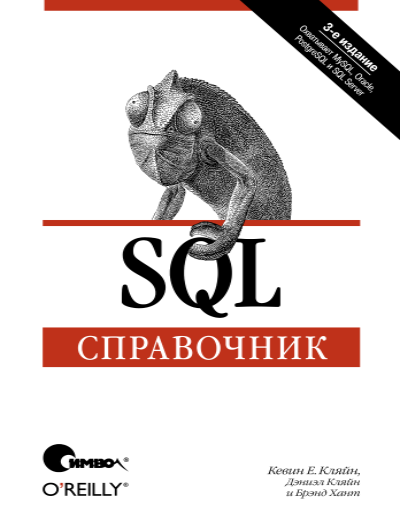 3-е издание
Охватывает MySQL, Oracle,
PostgreSQL и SQL Server
SQL
СПРАВОЧНИК
Символ®
O'REILLY®
Кевин Е. Кляйн,
Дэниэл Кляйн
и Брэнд Хант